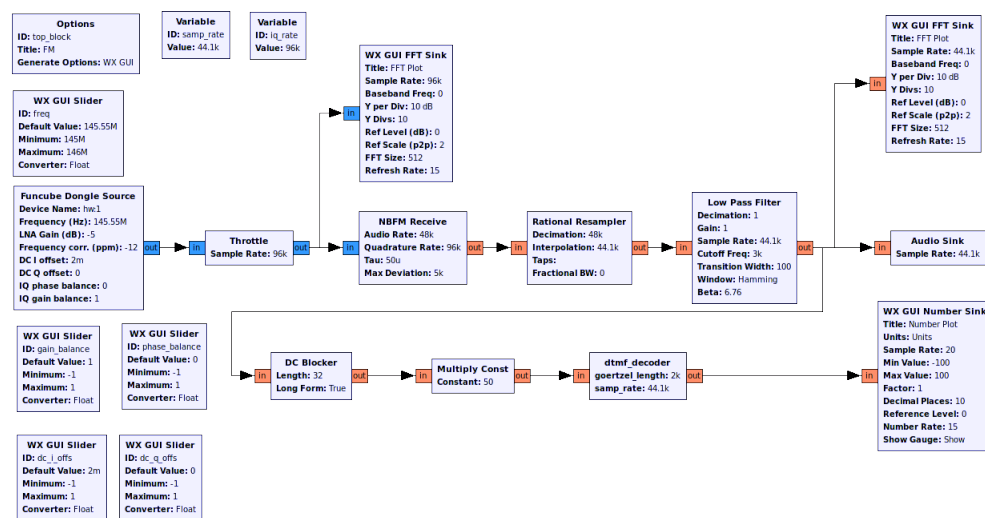 Options
ID: top_block
Title: FM
Generate Options: WX GUI
Variable
ID: samp_rate
Value: 44.1k
Variable
ID: iq_rate
Value: 96k
WX GUI FFT Sink
Title: FFT Plot
Sample Rate: 96k
Baseband Freq: 0
Y per Div: 10 dB
Y Divs: 10
Ref Level (dB): 0
Ref Scale (p2p): 2
FFT Size: 512
Refresh Rate: 15
in
WX GUI FFT Sink
Title: FFT Plot
Sample Rate: 44.1k
Baseband Freq: 0
Y per Div: 10 dB
Y Divs: 10
Ref Level (dB): 0
Ref Scale (p2p): 2
FFT Size: 512
Refresh Rate: 15
in
WX GUI Slider
ID: freq
Default Value: 145.55M
Minimum: 145M
Maximum: 146M
Converter: Float
Funcube Dongle Source
Device Name: hw:1
Frequency (Hz): 145.55M
LNA Gain (dB): -5
Frequency corr. (ppm): -12
DC I offset: 2m
DC Q offset: 0
IQ phase balance: 0
IQ gain balance: 1
out
in
Throttle
Sample Rate: 96k
out
in
NBFM Receive
Audio Rate: 48k
Quadrature Rate: 96k
Tau: 50u
Max Deviation: 5k
out
in
Rational Resampler
Decimation: 48k
Interpolation: 44.1k
Taps:
Fractional BW: 0
out
in
Low Pass Filter
Decimation: 1
Gain: 1
Sample Rate: 44.1k
Cutoff Freq: 3k
Transition Width: 100
Window: Hamming
Beta: 6.76
out
in
Audio Sink
Sample Rate: 44.1k
WX GUI Slider
ID: gain_balance
Default Value: 1
Minimum: -1
Maximum: 1
Converter: Float
WX GUI Slider
ID: phase_balance
Default Value: 0
Minimum: -1
Maximum: 1
Converter: Float
in
DC Blocker
Length: 32
Long Form: True
out
in
Multiply Const
Constant: 50
out
in
dtmf_decoder
goertzel_length: 2k
samp_rate: 44.1k
out
in
WX GUI Number Sink
Title: Number Plot
Units: Units
Sample Rate: 20
Min Value: -100
Max Value: 100
Factor: 1
Decimal Places: 10
Reference Level: 0
Number Rate: 15
Show Gauge: Show
WX GUI Slider
ID: dc_i_offs
Default Value: 2m
Minimum: -1
Maximum: 1
Converter: Float
WX GUI Slider
ID: dc_q_offs
Default Value: 0
Minimum: -1
Maximum: 1
Converter: Float